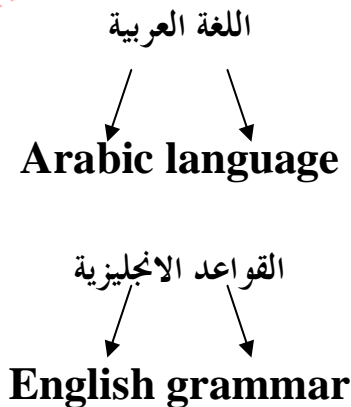 اللغة العربية
Arabic language
القواعد الانجليزية
English grammar